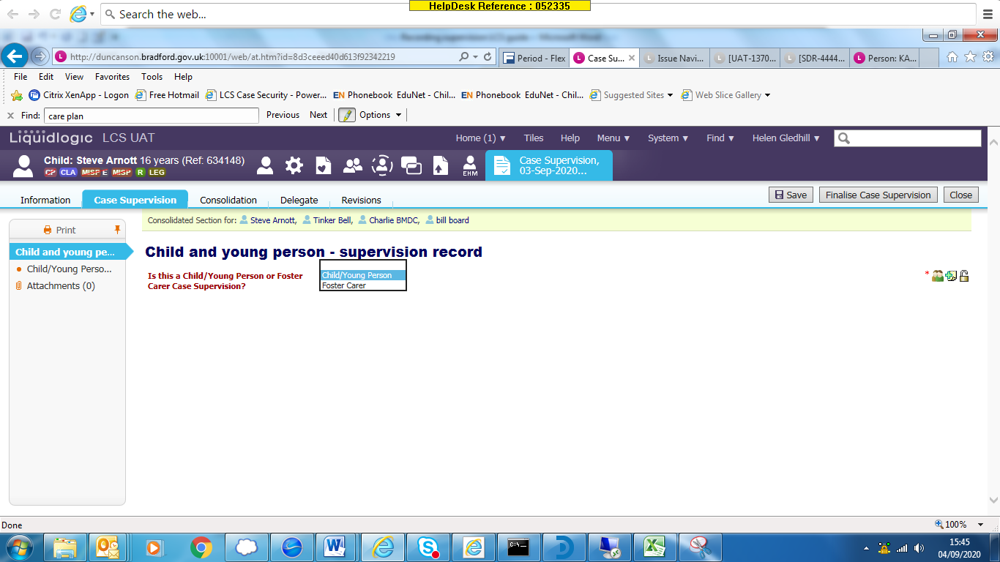 HelpDesk Reference : 052335
Search the web...
http://duncanson.bradford.gov.uk:10001/web/at.htm?id=8d3ceeed40d613f92342219
Period - Flex
Case Su...
Issue Navi...
[UAT-1370...
[SDR-4444...
Person: KA...
File Edit View Favorites Tools Help
Citrix XenApp - Logon Free Hotmail LCS Case Security - Power... EN Phonebook EduNet - Chil... EN Phonebook EduNet - Chil... Suggested Sites Web Slice Gallery
x Find: care plan Previous Next Options
Liquidlogic LCS UAT Home (1) Tiles Help Menu System Find Helen Gledhill
Child: Steve Arnott 16 years (Ref: 634148)
CP CLA MISP E MISP R LEG
EHM
Case Supervision,
03-Sep-2020...
Information Case Supervision Consolidation Delegate Revisions Save Finalise Case Supervision Close
Print
Child and young pe...
Child/Young Perso...
Attachments (0)
Consolidated Section for: Steve Arnott, Tinker Bell, Charlie BMDC, bill board
Child and young person - supervision record
Is this a Child/Young Person or Foster
Carer Case Supervision?
Child/Young Person
Foster Carer
*
Done 100%
15:45
04/09/2020